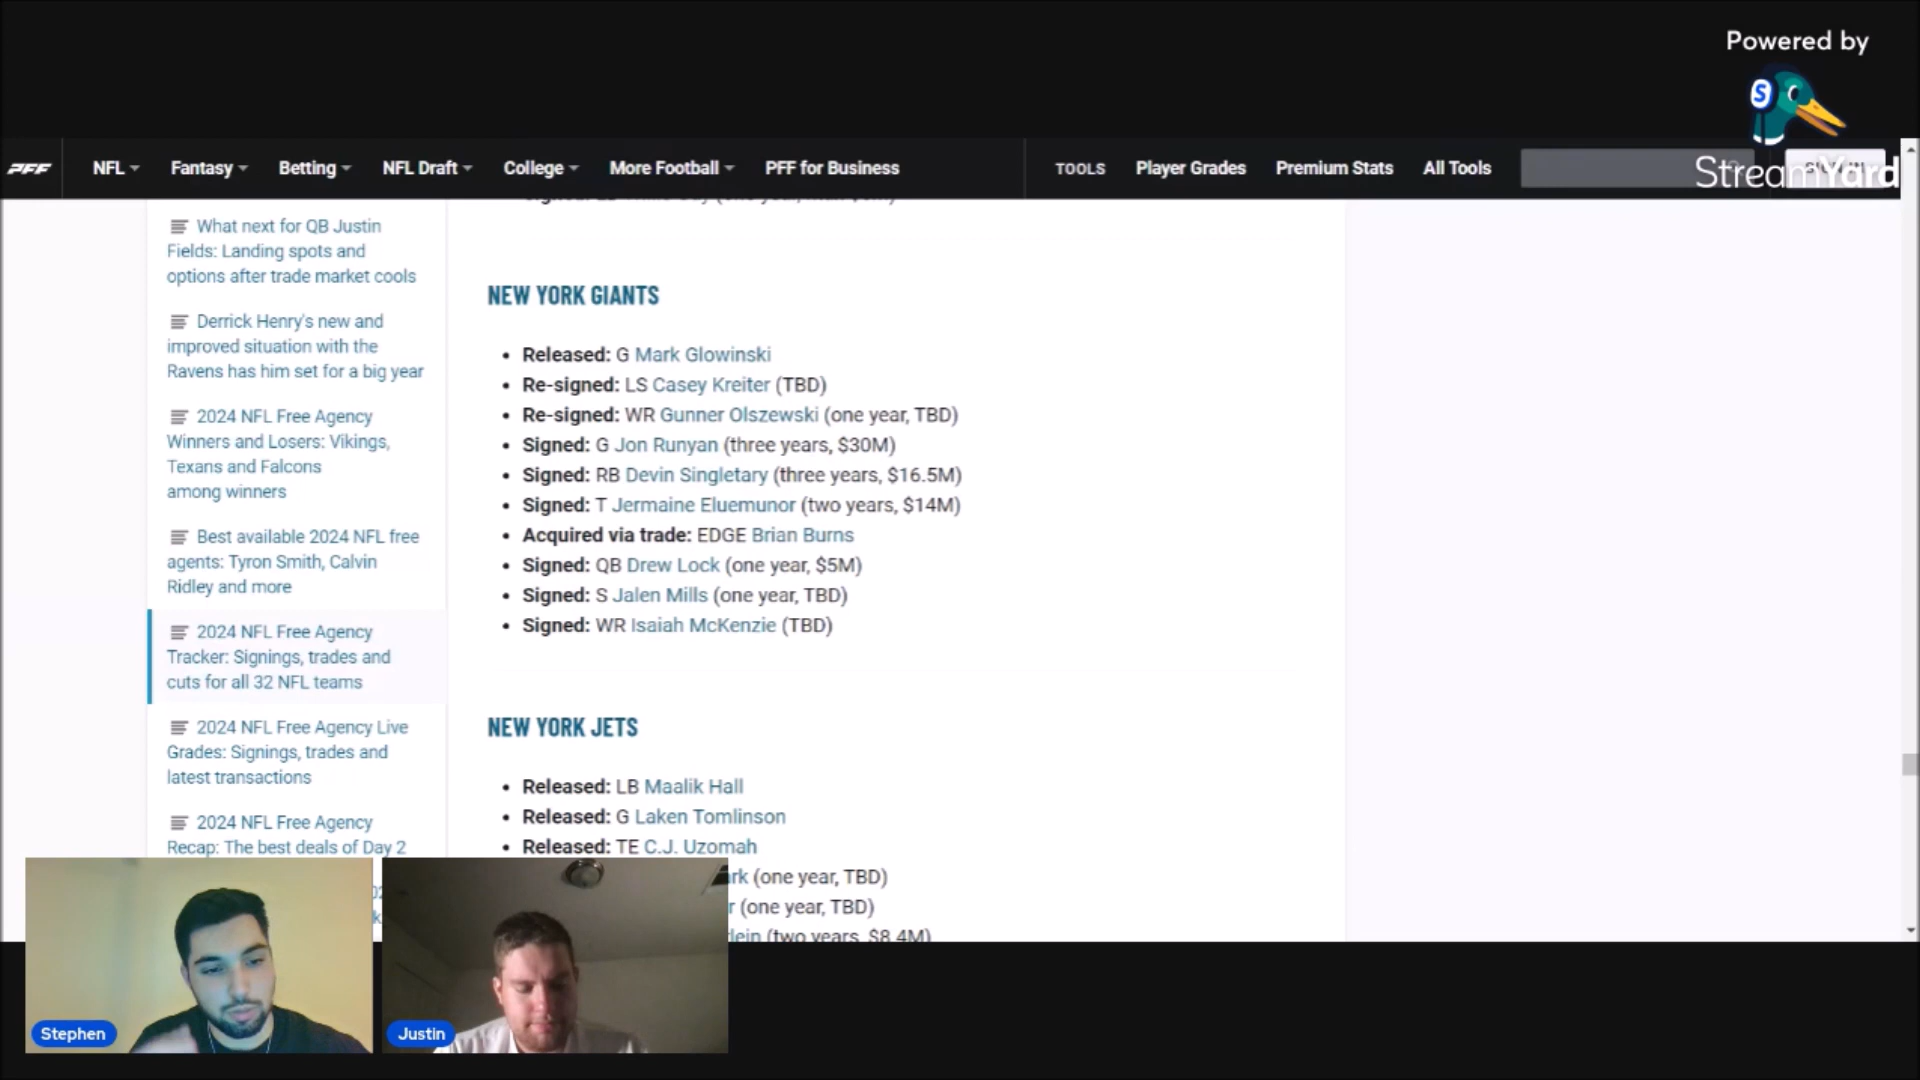 Powered by
StreamYard
PFF
NFL
Fantasy
Betting
NFL Draft
College
More Football
PFF for Business
TOOLS
Player Grades
Premium Stats
All Tools
What next for QB Justin
Fields: Landing spots and
options after trade market cools
Derrick Henry's new and
improved situation with the
Ravens has him set for a big year
2024 NFL Free Agency
Winners and Losers: Vikings,
Texans and Falcons
among winners
Best available 2024 NFL free
agents: Tyron Smith, Calvin
Ridley and more
2024 NFL Free Agency
Tracker: Signings, trades and
cuts for all 32 NFL teams
2024 NFL Free Agency Live
Grades: Signings, trades and
latest transactions
2024 NFL Free Agency
Recap: The best deals of Day 2
NEW YORK GIANTS
• Released: G Mark Glowinski
• Re-signed: LS Casey Kreiter (TBD)
• Re-signed: WR Gunner Olszewski (one year, TBD)
• Signed: G Jon Runyan (three years, $30M)
• Signed: RB Devin Singletary (three years, $16.5M)
• Signed: T Jermaine Eluemunor (two years, $14M)
• Acquired via trade: EDGE Brian Burns
• Signed: QB Drew Lock (one year, $5M)
• Signed: S Jalen Mills (one year, TBD)
• Signed: WR Isaiah McKenzie (TBD)
NEW YORK JETS
• Released: LB Maalik Hall
• Released: G Laken Tomlinson
• Released: TE C.J. Uzomah
rk (one year, TBD)
r (one year, TBD)
lein (two years, $8.4M)
Stephen
Justin